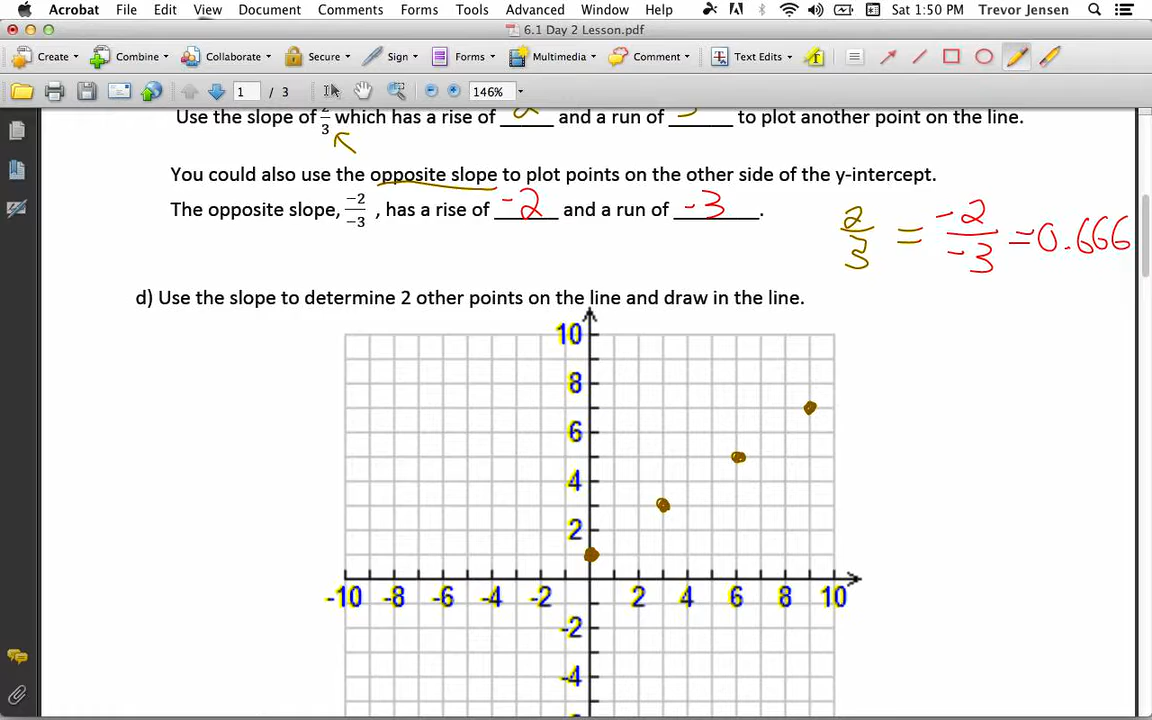 Acrobat File Edit View Document Comments Forms Tools Advanced Window Help Sat 1:50 PM Trevor Jensen
6.1 Day 2 Lesson.pdf
Create Combine Collaborate Secure Sign Forms Multimedia Comment Text Edits T
1 / 3 146%
Use the slope of 2/3 which has a rise of 2 and a run of 3 to plot another point on the line.
You could also use the opposite slope to plot points on the other side of the y-intercept.
The opposite slope, −2/−3 , has a rise of -2 and a run of -3.
2/3 = -2/-3 = 0.666
d) Use the slope to determine 2 other points on the line and draw in the line.
10
8
6
4
2
-10 -8 -6 -4 -2 2 4 6 8 10
-2
-4